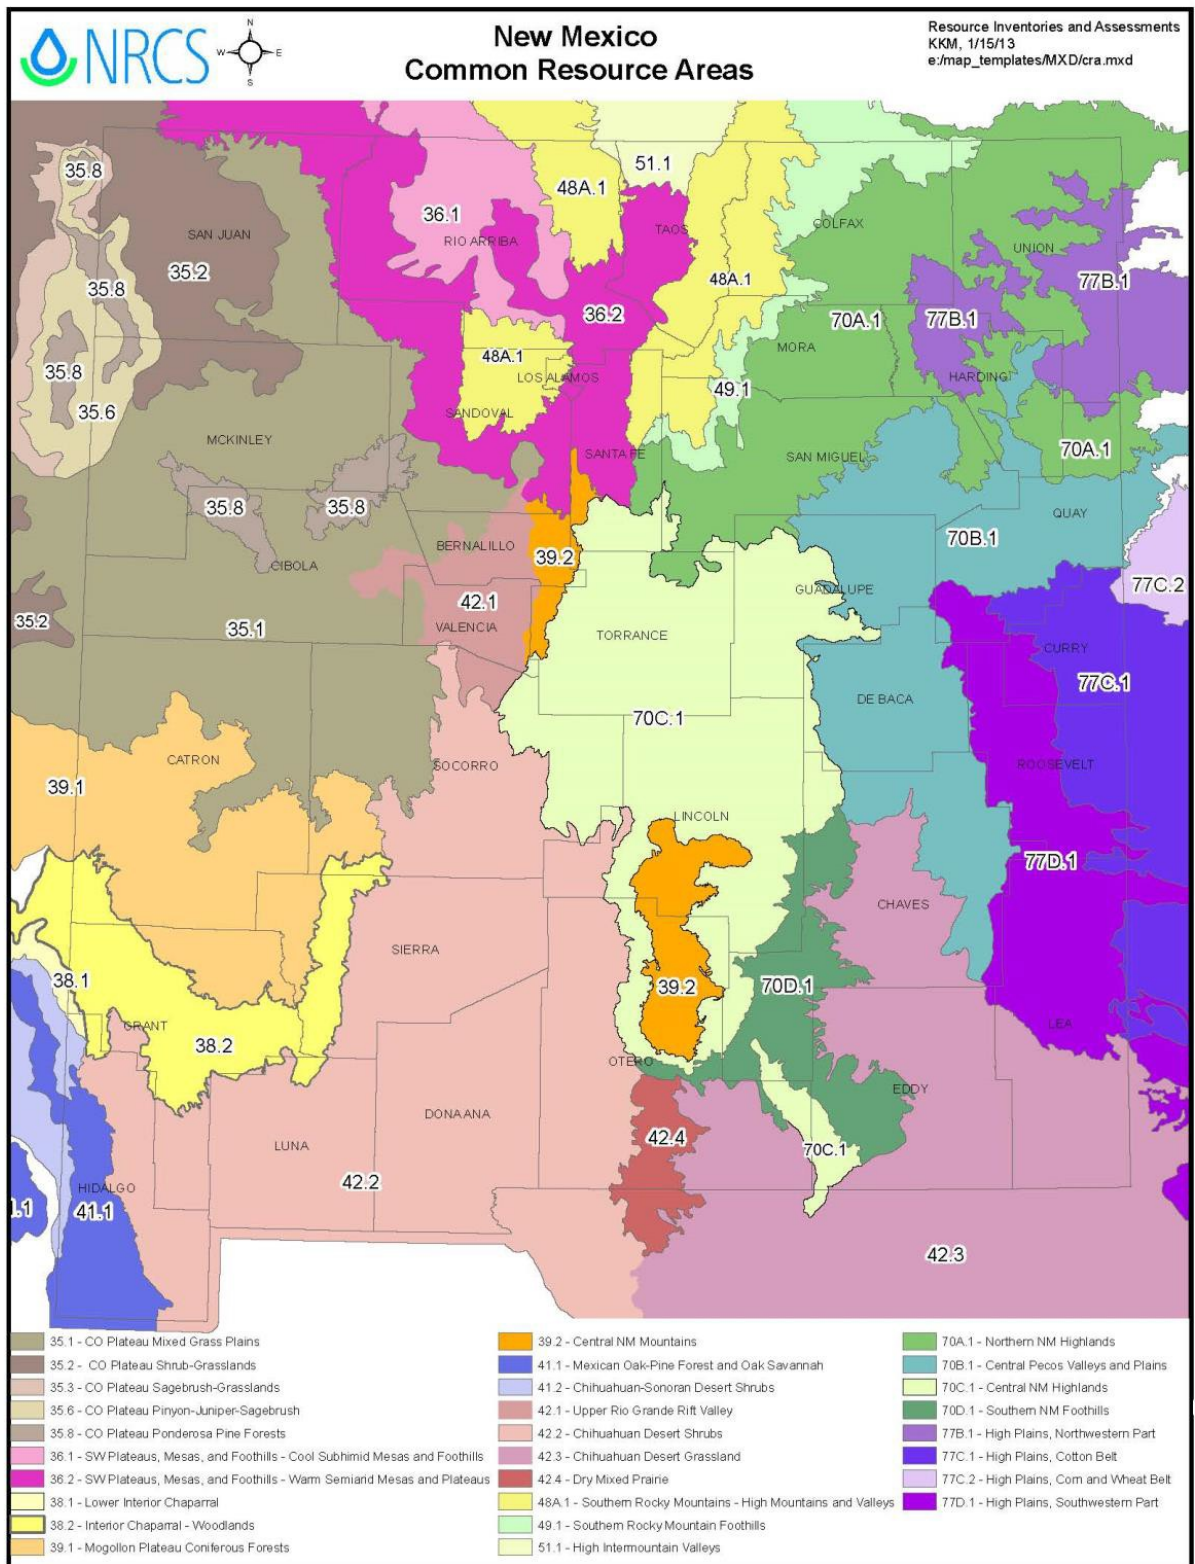 NRCS
N
W
E
S
New Mexico
Common Resource Areas
Resource Inventories and Assessments
KKM, 1/15/13
e:/map_templates/MXD/cra.mxd
35.8
51.1
48A.1
36.1
SAN JUAN
RIO ARRIBA
TAOS
COLFAX
UNION
35.2
35.8
48A.1
77B.1
36.2
70A.1
77B.1
MORA
48A.1
35.8
LOS ALAMOS
HARDING
49.1
35.6
SANDOVAL
MCKINLEY
SANTA FE
SAN MIGUEL
70A.1
35.8
35.8
QUAY
BERNALILLO
70B.1
39.2
CIBOLA
GUADALUPE
77C.2
42.1
35.2
35.1
VALENCIA
TORRANCE
CURRY
77C.1
DE BACA
70C.1
CATRON
SOCORRO
ROOSEVELT
39.1
LINCOLN
77D.1
CHAVES
SIERRA
38.1
39.2
70D.1
GRANT
LEA
38.2
OTERO
EDDY
DONA ANA
42.4
LUNA
70C.1
42.2
HIDALGO
.1
41.1
42.3
35.1 - CO Plateau Mixed Grass Plains
35.2 - CO Plateau Shrub-Grasslands
35.3 - CO Plateau Sagebrush-Grasslands
35.6 - CO Plateau Pinyon-Juniper-Sagebrush
35.8 - CO Plateau Ponderosa Pine Forests
36.1 - SW Plateaus, Mesas, and Foothills - Cool Subhimid Mesas and Foothills
36.2 - SW Plateaus, Mesas, and Foothills - Warm Semiarid Mesas and Plateaus
38.1 - Lower Interior Chaparral
38.2 - Interior Chaparral - Woodlands
39.1 - Mogollon Plateau Coniferous Forests
39.2 - Central NM Mountains
41.1 - Mexican Oak-Pine Forest and Oak Savannah
41.2 - Chihuahuan-Sonoran Desert Shrubs
42.1 - Upper Rio Grande Rift Valley
42.2 - Chihuahuan Desert Shrubs
42.3 - Chihuahuan Desert Grassland
42.4 - Dry Mixed Prairie
48A.1 - Southern Rocky Mountains - High Mountains and Valleys
49.1 - Southern Rocky Mountain Foothills
51.1 - High Intermountain Valleys
70A.1 - Northern NM Highlands
70B.1 - Central Pecos Valleys and Plains
70C.1 - Central NM Highlands
70D.1 - Southern NM Foothills
77B.1 - High Plains, Northwestern Part
77C.1 - High Plains, Cotton Belt
77C.2 - High Plains, Corn and Wheat Belt
77D.1 - High Plains, Southwestern Part